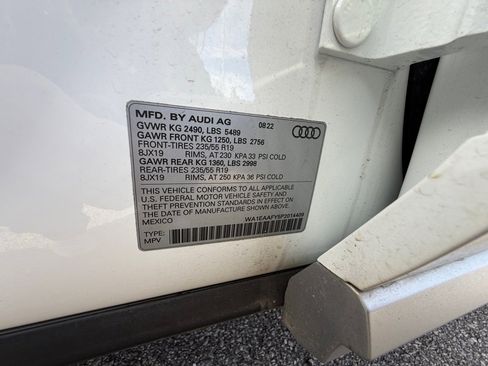 MFD. BY AUDI AG 08.22
GVWR KG 2490, LBS 5489
GAWR FRONT KG 1250, LBS 2756
FRONT-TIRES 235/55 R19
8JX19 RIMS, AT 230 KPA 33 PSI COLD
GAWR REAR KG 1360, LBS 2998
REAR-TIRES 235/55 R19
8JX19 RIMS, AT 250 KPA 36 PSI COLD
THIS VEHICLE CONFORMS TO ALL APPLICABLE
U.S. FEDERAL MOTOR VEHICLE SAFETY AND THEFT
PREVENTION STANDARDS IN EFFECT ON
THE DATE OF MANUFACTURE SHOWN ABOVE
MEXICO WA1EAAFY5P2014409
TYPE:
MPV